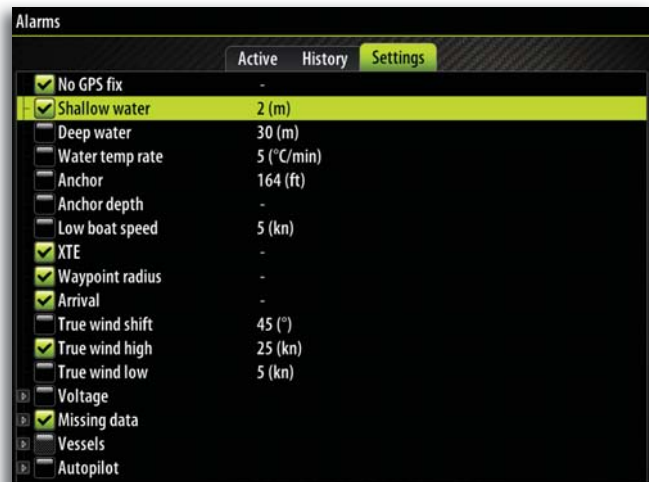 Alarms
Active History Settings
No GPS fix -
Shallow water 2 (m)
Deep water 30 (m)
Water temp rate 5 (°C/min)
Anchor 164 (ft)
Anchor depth -
Low boat speed 5 (kn)
XTE -
Waypoint radius -
Arrival -
True wind shift 45 (°)
True wind high 25 (kn)
True wind low 5 (kn)
Voltage
Missing data
Vessels
Autopilot